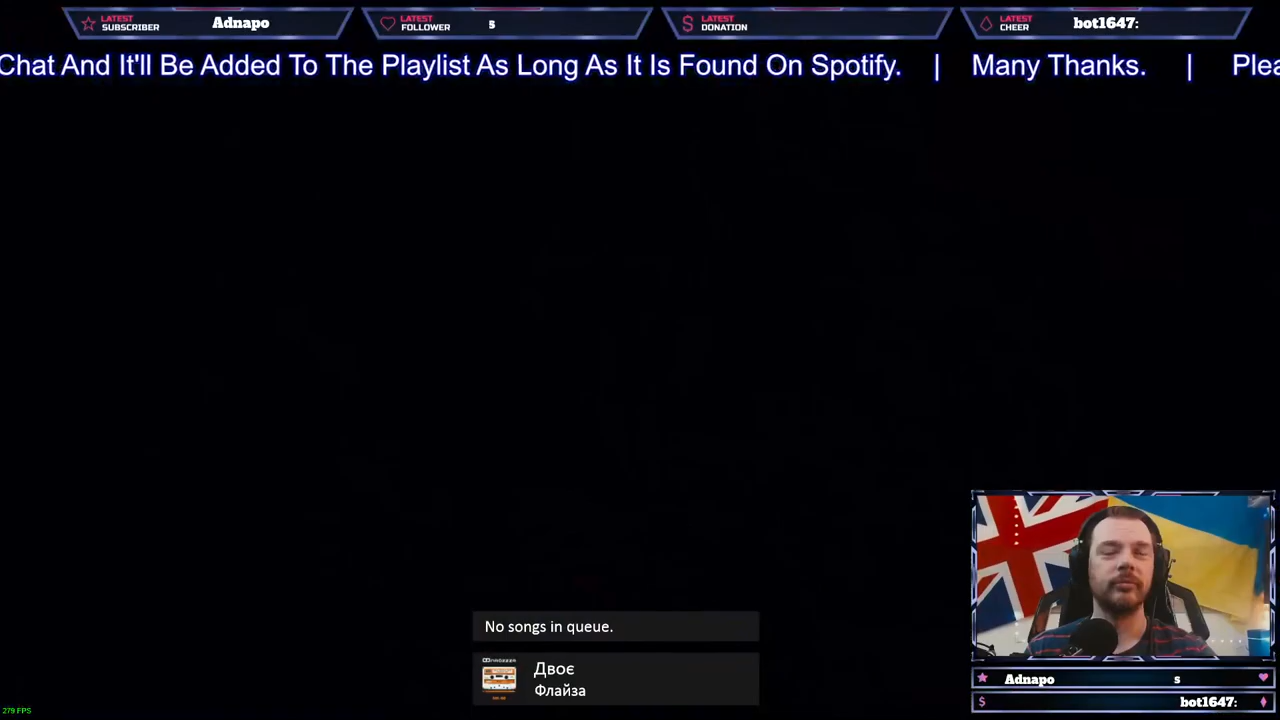 LATEST SUBSCRIBER Adnapo
LATEST FOLLOWER s
LATEST DONATION
LATEST CHEER bot1647:
Chat And It'll Be Added To The Playlist As Long As It Is Found On Spotify. | Many Thanks. | Plea
No songs in queue.
Двоє
Флайза
Adnapo s
$ bot1647:
279 FPS